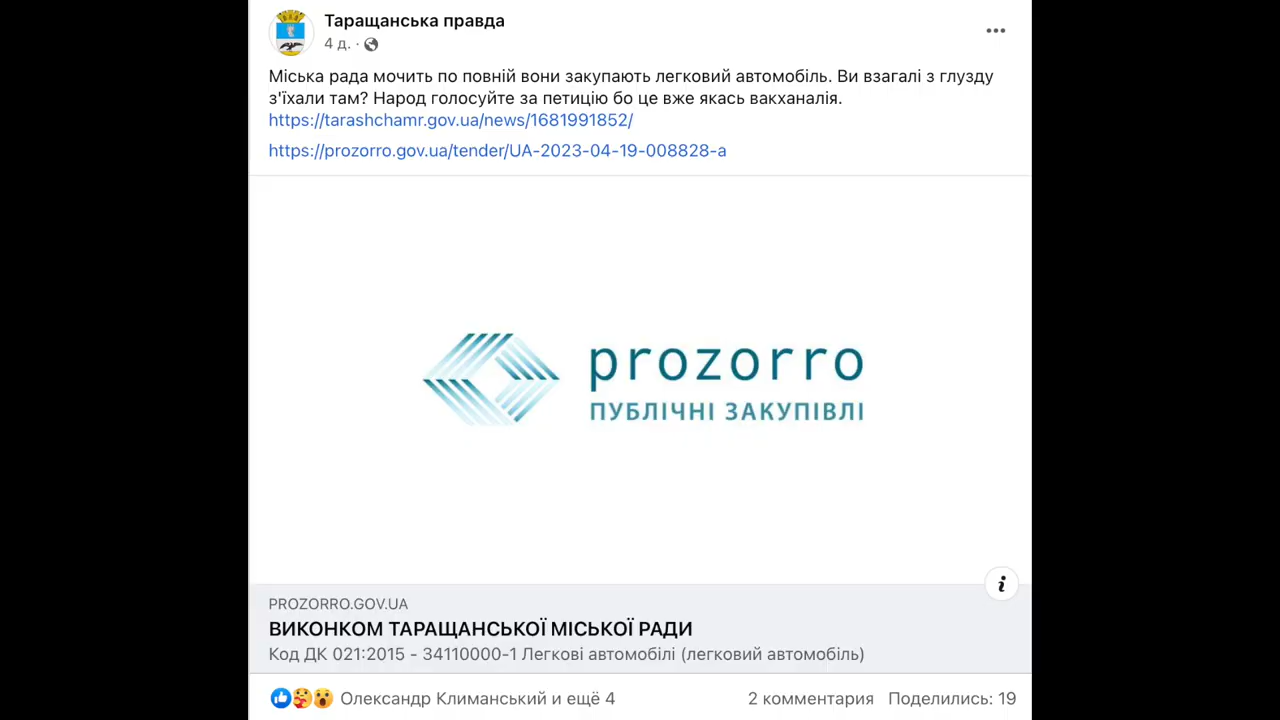 Таращанська правда
4 д. ·
Міська рада мочить по повній вони закупають легковий автомобіль. Ви взагалі з глузду
з'їхали там? Народ голосуйте за петицію бо це вже якась вакханалія.
https://tarashchamr.gov.ua/news/1681991852/
https://prozorro.gov.ua/tender/UA-2023-04-19-008828-a
prozorro
ПУБЛІЧНІ ЗАКУПІВЛІ
PROZORRO.GOV.UA
ВИКОНКОМ ТАРАЩАНСЬКОЇ МІСЬКОЇ РАДИ
Код ДК 021:2015 - 34110000-1 Легкові автомобілі (легковий автомобіль)
Олександр Климанський и ещё 4 2 комментария Поделились: 19